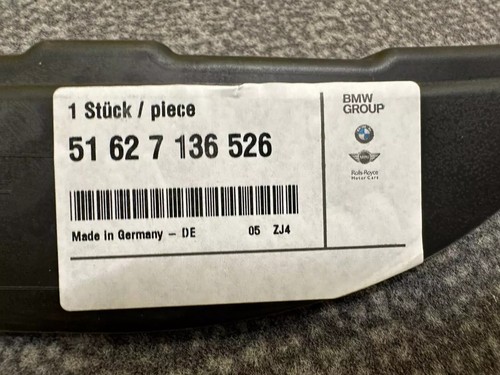 1 Stück / piece
51 62 7 136 526
Made in Germany – DE 05 ZJ4
BMW
GROUP
Rolls-Royce
Motor Cars